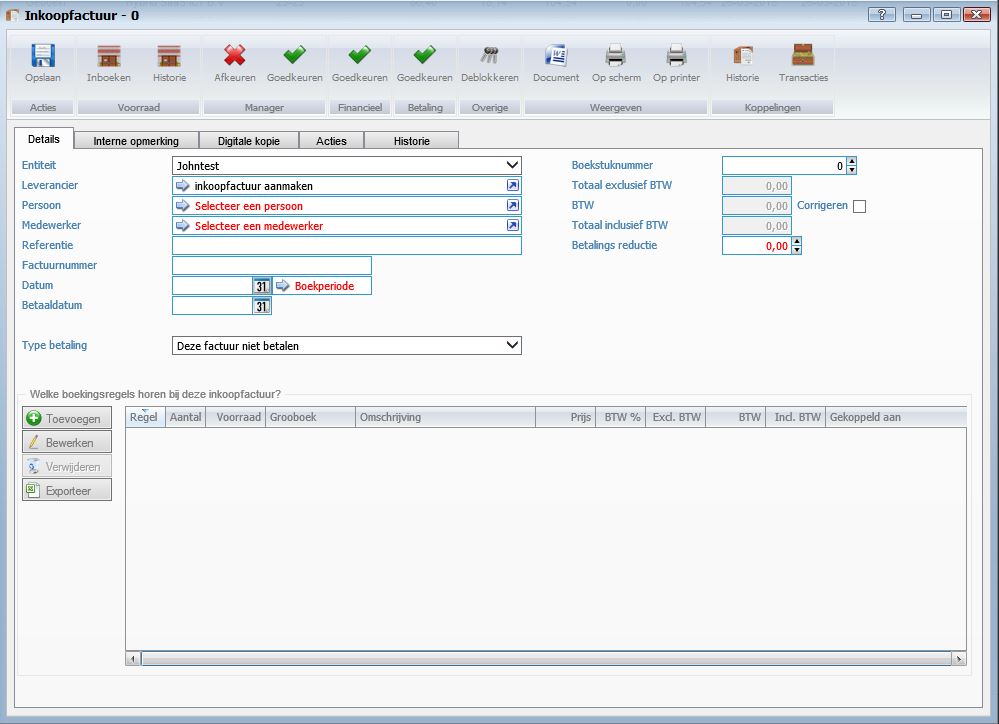 Inkoopfactuur - 0
Opslaan Inboeken Historie Afkeuren Goedkeuren Goedkeuren Goedkeuren Deblokkeren Document Op scherm Op printer Historie Transacties
Acties Voorraad Manager Financieel Betaling Overige Weergeven Koppelingen
Details Interne opmerking Digitale kopie Acties Historie
Entiteit Johntest Boekstuknummer 0
Leverancier inkoopfactuur aanmaken Totaal exclusief BTW 0,00
Persoon Selecteer een persoon BTW 0,00 Corrigeren
Medewerker Selecteer een medewerker Totaal inclusief BTW 0,00
Referentie Betalings reductie 0,00
Factuurnummer
Datum 31 Boekperiode
Betaaldatum 31
Type betaling Deze factuur niet betalen
Welke boekingsregels horen bij deze inkoopfactuur?
Toevoegen Regel Aantal Voorraad Grooboek Omschrijving Prijs BTW % Excl. BTW BTW Incl. BTW Gekoppeld aan
Bewerken
Verwijderen
Exporteer